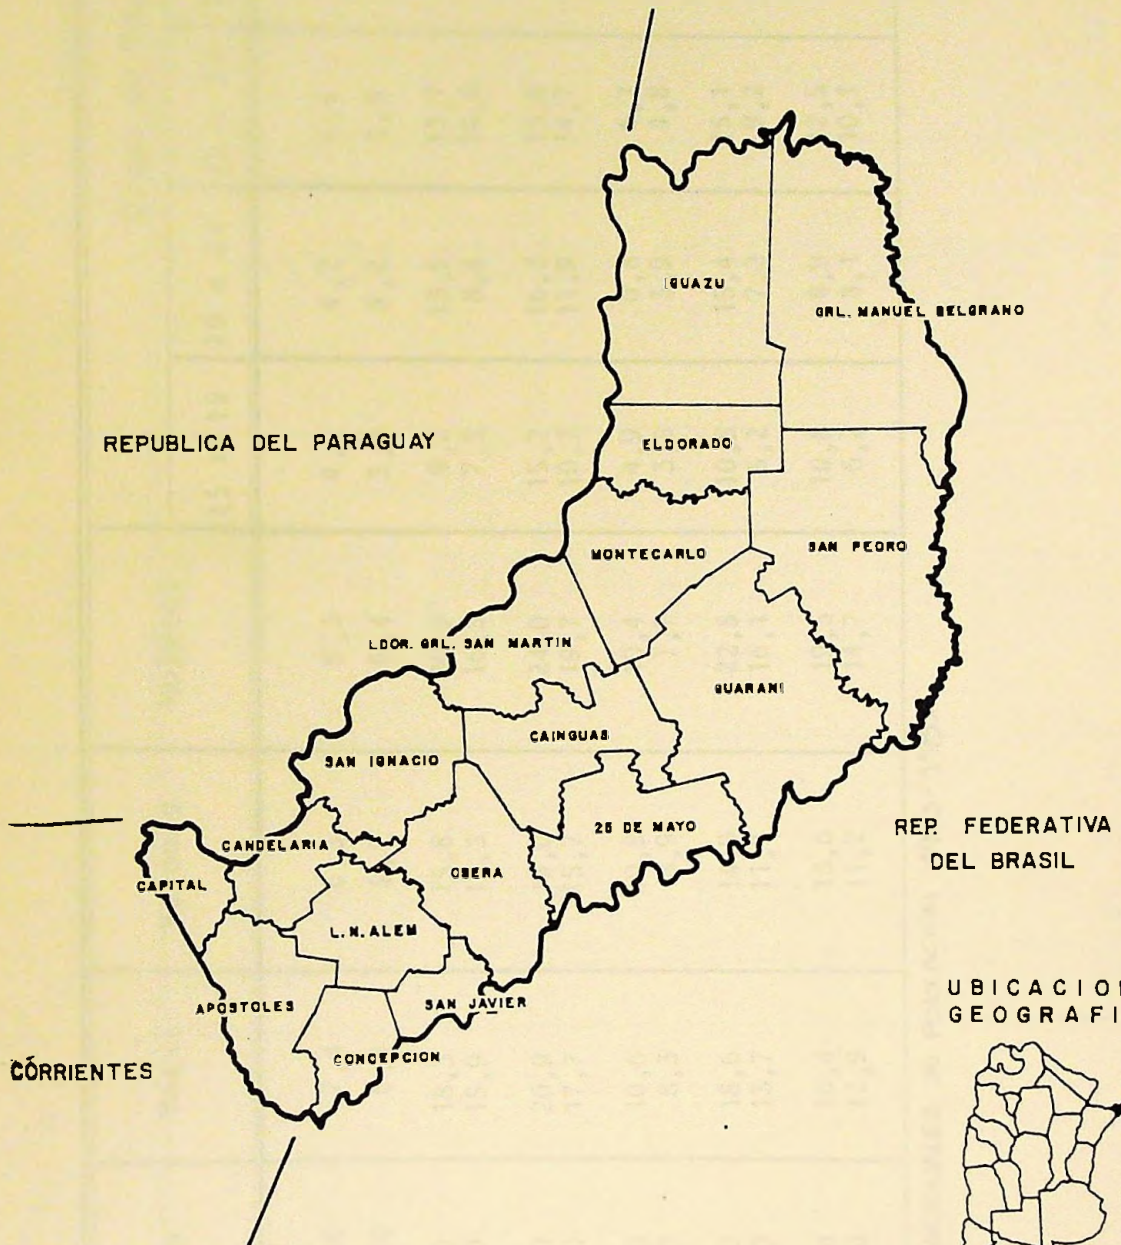 IGUAZU
GRL. MANUEL BELGRANO
REPUBLICA DEL PARAGUAY
ELDORADO
MONTECARLO
SAN PEDRO
LDOR. GRL. SAN MARTIN
GUARANI
CAINGUAS
SAN IGNACIO
25 DE MAYO
REP. FEDERATIVA
DEL BRASIL
CANDELARIA
OBERA
CAPITAL
L.N. ALEM
UBICACION
GEOGRAFI
APOSTOLES
SAN JAVIER
CONCEPCION
CORRIENTES